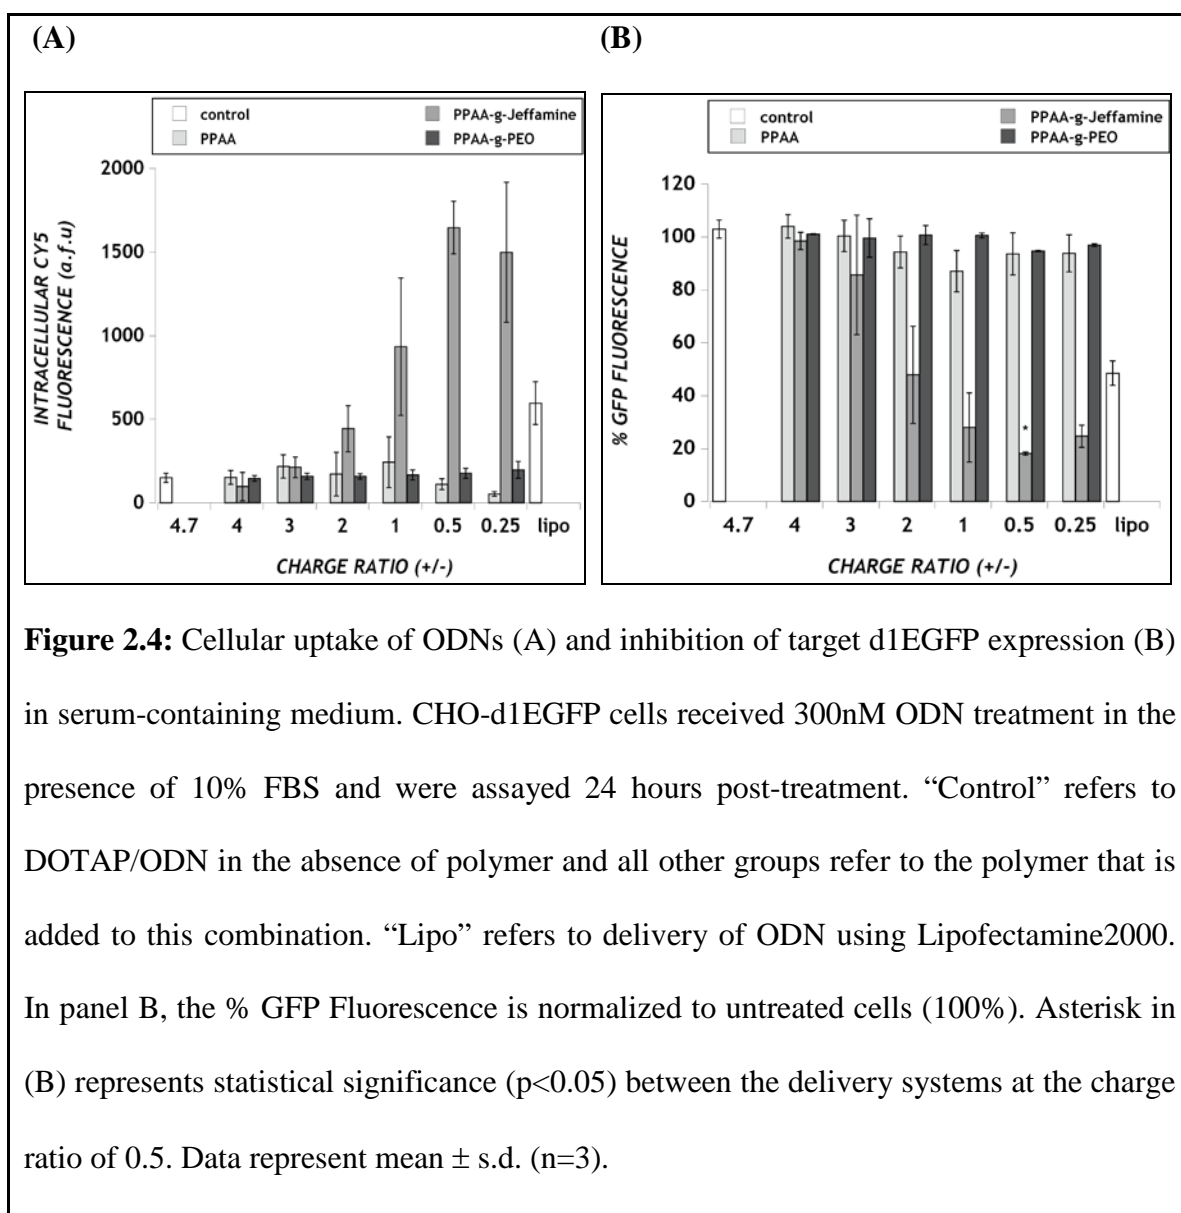 (A)
(B)
control
PPAA
PPAA-g-Jeffamine
PPAA-g-PEO
INTRACELLULAR CY5
FLUORESCENCE (a.f.u)
2000
1500
1000
500
0
4.7 4 3 2 1 0.5 0.25 lipo
CHARGE RATIO (+/-)
control
PPAA
PPAA-g-Jeffamine
PPAA-g-PEO
% GFP FLUORESCENCE
120
100
80
60
40
20
0
*
4.7 4 3 2 1 0.5 0.25 lipo
CHARGE RATIO (+/-)
Figure 2.4: Cellular uptake of ODNs (A) and inhibition of target d1EGFP expression (B)
in serum-containing medium. CHO-d1EGFP cells received 300nM ODN treatment in the
presence of 10% FBS and were assayed 24 hours post-treatment. “Control” refers to
DOTAP/ODN in the absence of polymer and all other groups refer to the polymer that is
added to this combination. “Lipo” refers to delivery of ODN using Lipofectamine2000.
In panel B, the % GFP Fluorescence is normalized to untreated cells (100%). Asterisk in
(B) represents statistical significance (p<0.05) between the delivery systems at the charge
ratio of 0.5. Data represent mean ± s.d. (n=3).